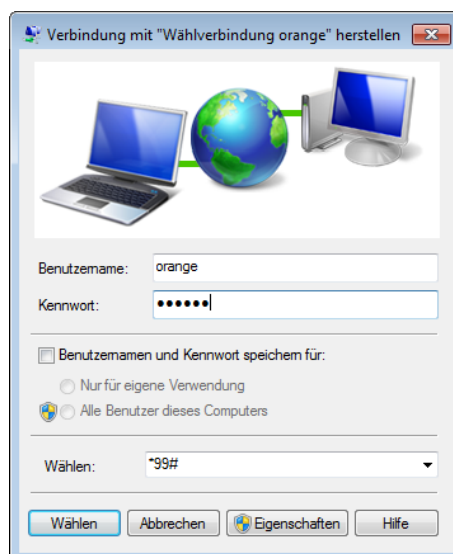 Verbindung mit "Wählverbindung orange" herstellen
Benutzername: orange
Kennwort: ••••••
Benutzernamen und Kennwort speichern für:
Nur für eigene Verwendung
Alle Benutzer dieses Computers
Wählen: *99#
Wählen Abbrechen Eigenschaften Hilfe